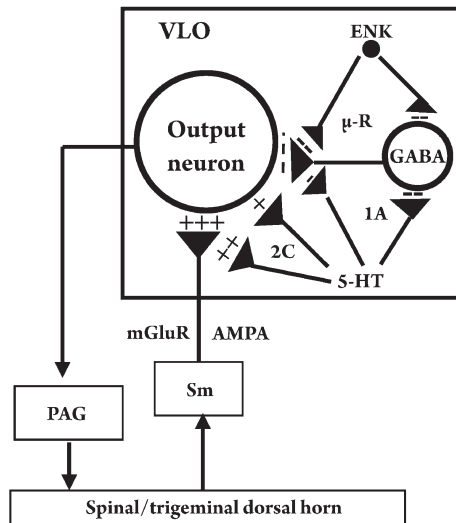 VLO
ENK
μ-R
Output
neuron
GABA
- - -
- - -
- -
-
- -
1A
+
+++
++
2C
5-HT
mGluR AMPA
Sm
PAG
Spinal/trigeminal dorsal horn